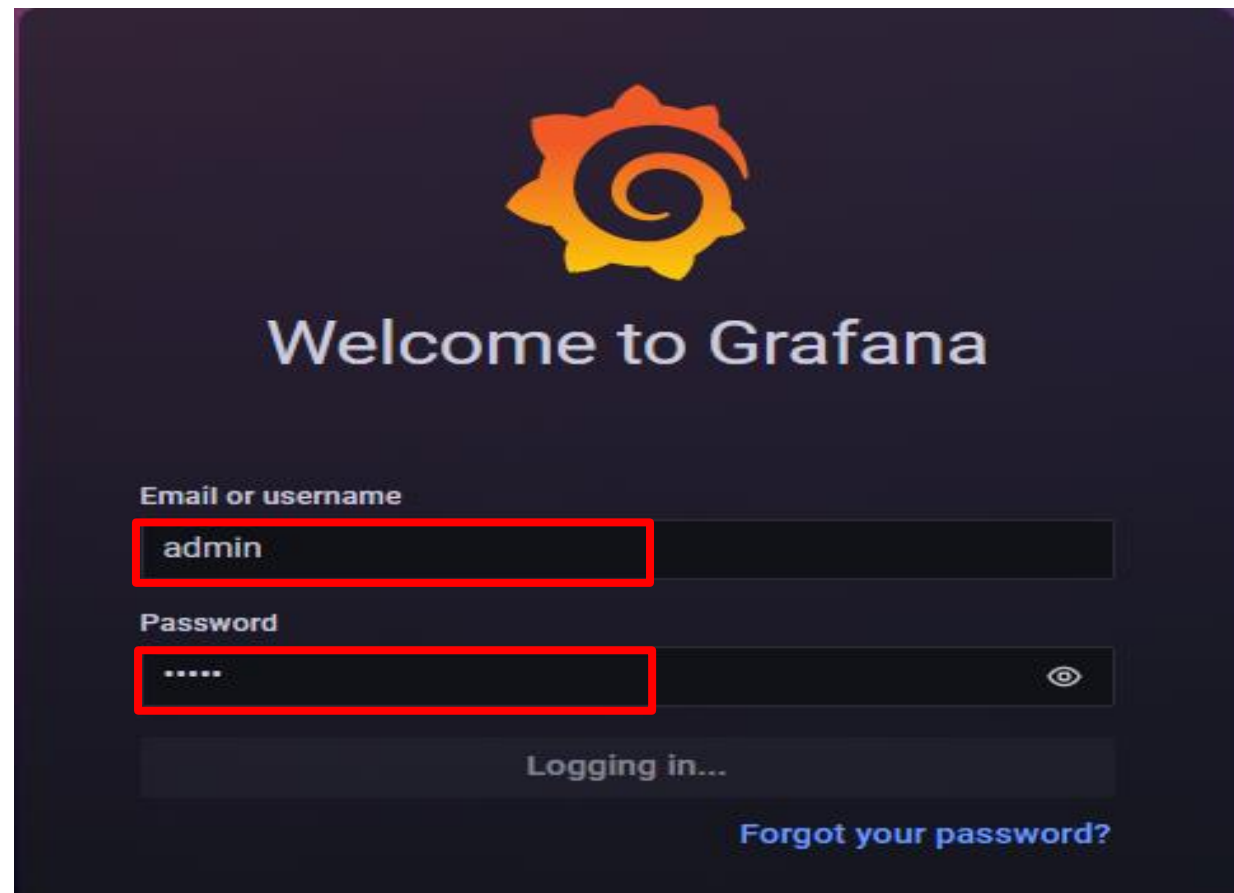 Welcome to Grafana
Email or username
admin
Password
•••••
Logging in...
Forgot your password?